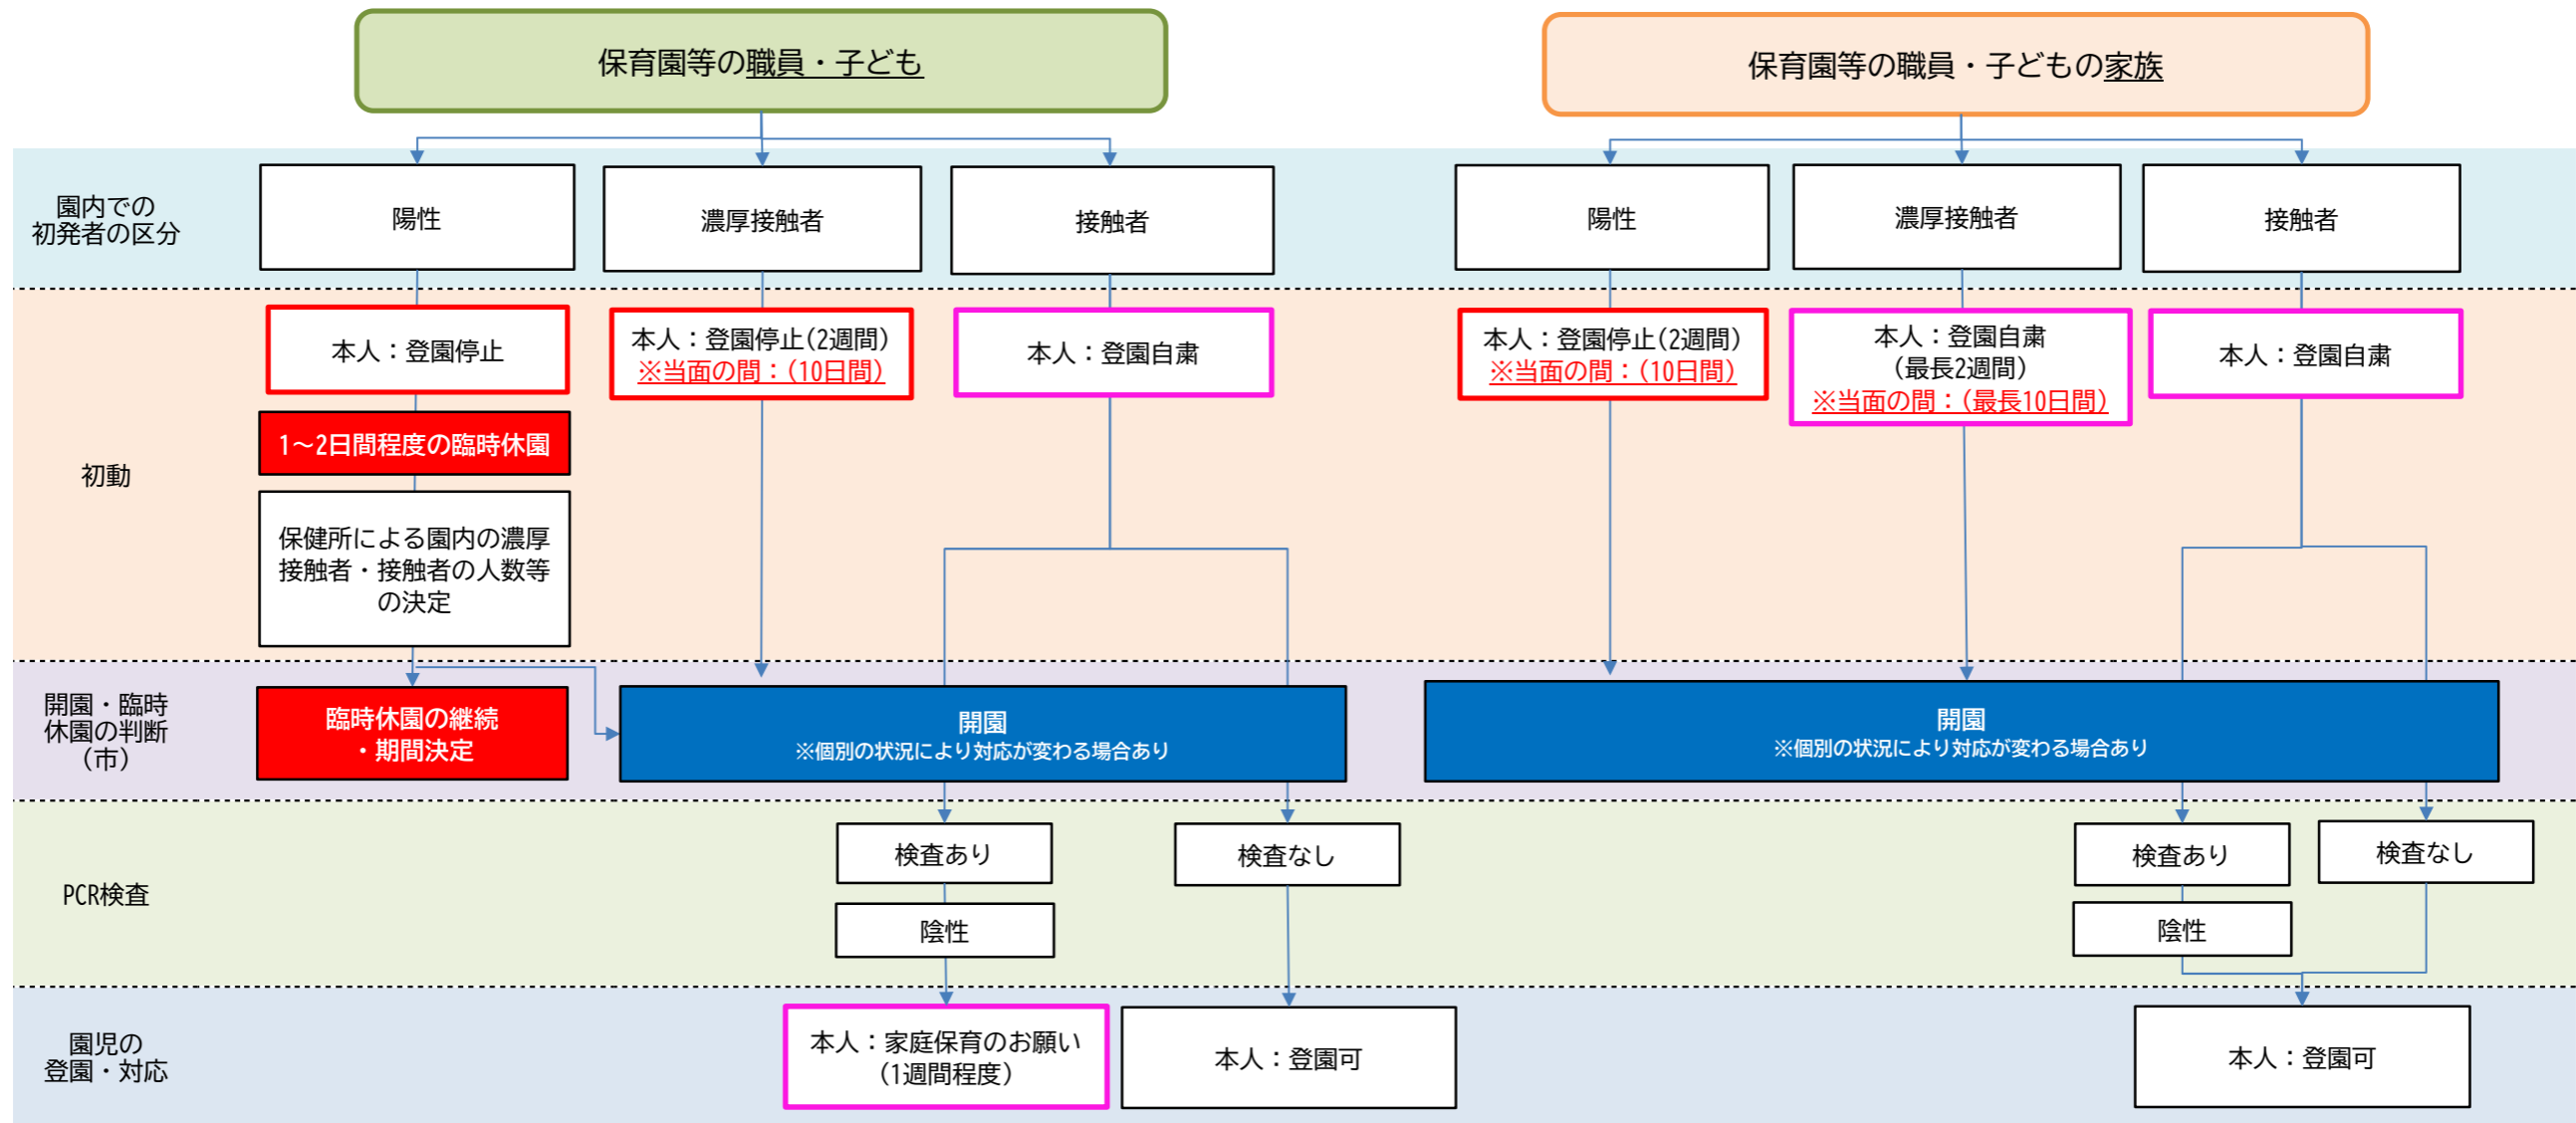 保育園等の職員・子ども
保育園等の職員・子どもの家族
園内での
初発者の区分
陽性
濃厚接触者
接触者
陽性
濃厚接触者
接触者
初動
本人：登園停止
本人：登園停止(2週間)
※当面の間：(10日間)
本人：登園自粛
本人：登園停止(2週間)
※当面の間：(10日間)
本人：登園自粛
(最長2週間)
※当面の間：(最長10日間)
本人：登園自粛
1～2日間程度の臨時休園
保健所による園内の濃厚
接触者・接触者の人数等
の決定
開園・臨時
休園の判断
(市)
臨時休園の継続
・期間決定
開園
※個別の状況により対応が変わる場合あり
開園
※個別の状況により対応が変わる場合あり
PCR検査
検査あり
検査なし
検査あり
検査なし
陰性
陰性
園児の
登園・対応
本人：家庭保育のお願い
(1週間程度)
本人：登園可
本人：登園可